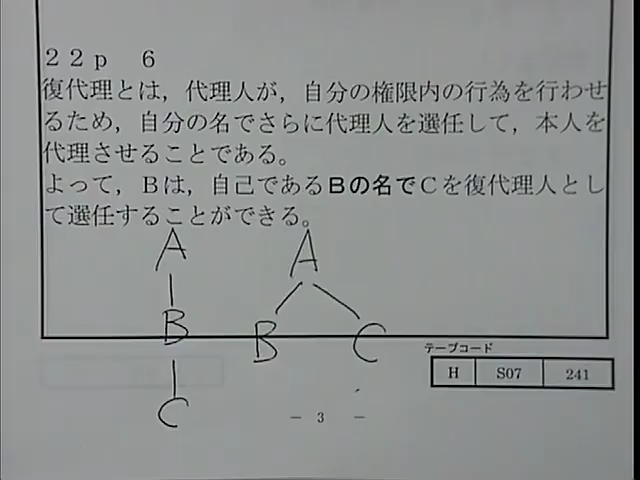 ２２ｐ　６
復代理とは，代理人が，自分の権限内の行為を行わせ
るため，自分の名でさらに代理人を選任して，本人を
代理させることである。
よって，Ｂは，自己であるＢの名でＣを復代理人とし
て選任することができる。
A A
B B C
C
テープコード
H S07 241
－ 3 －